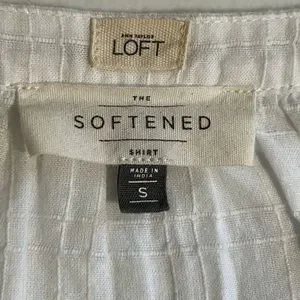 ANN TAYLOR
LOFT
THE
SOFTENED
SHIRT
MADE IN
INDIA
S